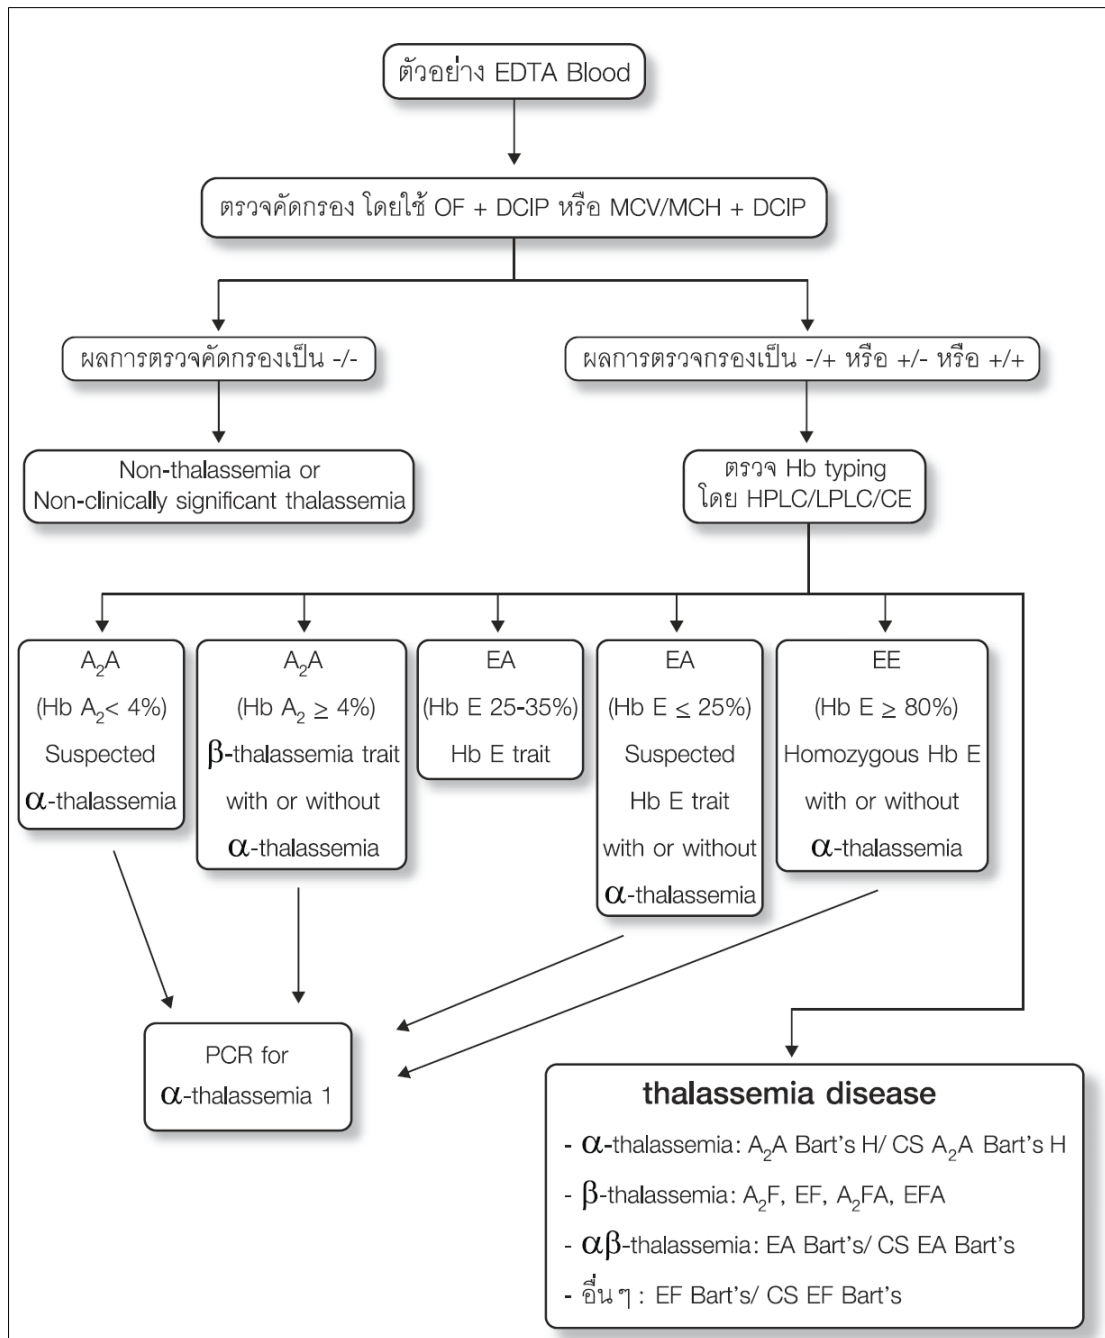 ตัวอย่าง EDTA Blood
ตรวจคัดกรอง โดยใช้ OF + DCIP หรือ MCV/MCH + DCIP
ผลการตรวจคัดกรองเป็น -/-
ผลการตรวจกรองเป็น -/+ หรือ +/- หรือ +/+
Non-thalassemia or
Non-clinically significant thalassemia
ตรวจ Hb typing
โดย HPLC/LPLC/CE
A₂A
(Hb A₂< 4%)
Suspected
α-thalassemia
A₂A
(Hb A₂ ≥ 4%)
β-thalassemia trait
with or without
α-thalassemia
EA
(Hb E 25-35%)
Hb E trait
EA
(Hb E ≤ 25%)
Suspected
Hb E trait
with or without
α-thalassemia
EE
(Hb E ≥ 80%)
Homozygous Hb E
with or without
α-thalassemia
PCR for
α-thalassemia 1
thalassemia disease
- α-thalassemia: A₂A Bart's H/ CS A₂A Bart's H
- β-thalassemia: A₂F, EF, A₂FA, EFA
- αβ-thalassemia: EA Bart's/ CS EA Bart's
- อื่นๆ : EF Bart's/ CS EF Bart's